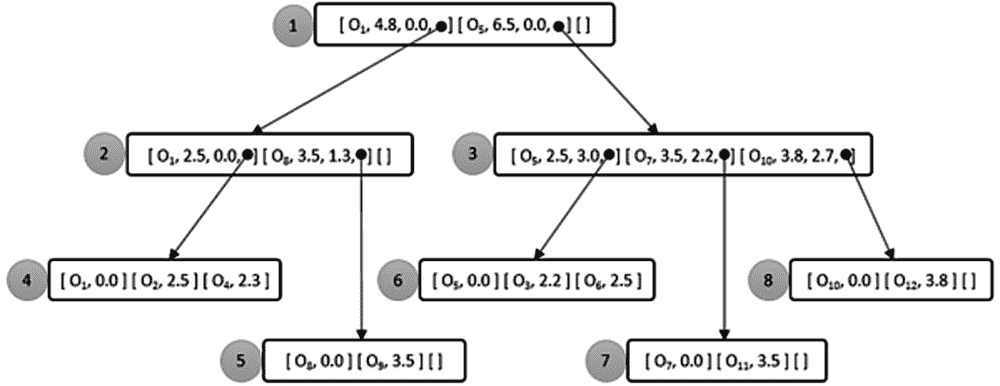 1 [ O₁, 4.8, 0.0, ] [ O₅, 6.5, 0.0, ] [ ]
2 [ O₁, 2.5, 0.0, ] [ O₈, 3.5, 1.3, ] [ ]
3 [ O₅, 2.5, 3.0, ] [ O₇, 3.5, 2.2, ] [ O₁₀, 3.8, 2.7, ]
4 [ O₁, 0.0 ] [ O₂, 2.5 ] [ O₄, 2.3 ]
6 [ O₅, 0.0 ] [ O₃, 2.2 ] [ O₆, 2.5 ]
8 [ O₁₀, 0.0 ] [ O₁₂, 3.8 ] [ ]
5 [ O₈, 0.0 ] [ O₉, 3.5 ] [ ]
7 [ O₇, 0.0 ] [ O₁₁, 3.5 ] [ ]